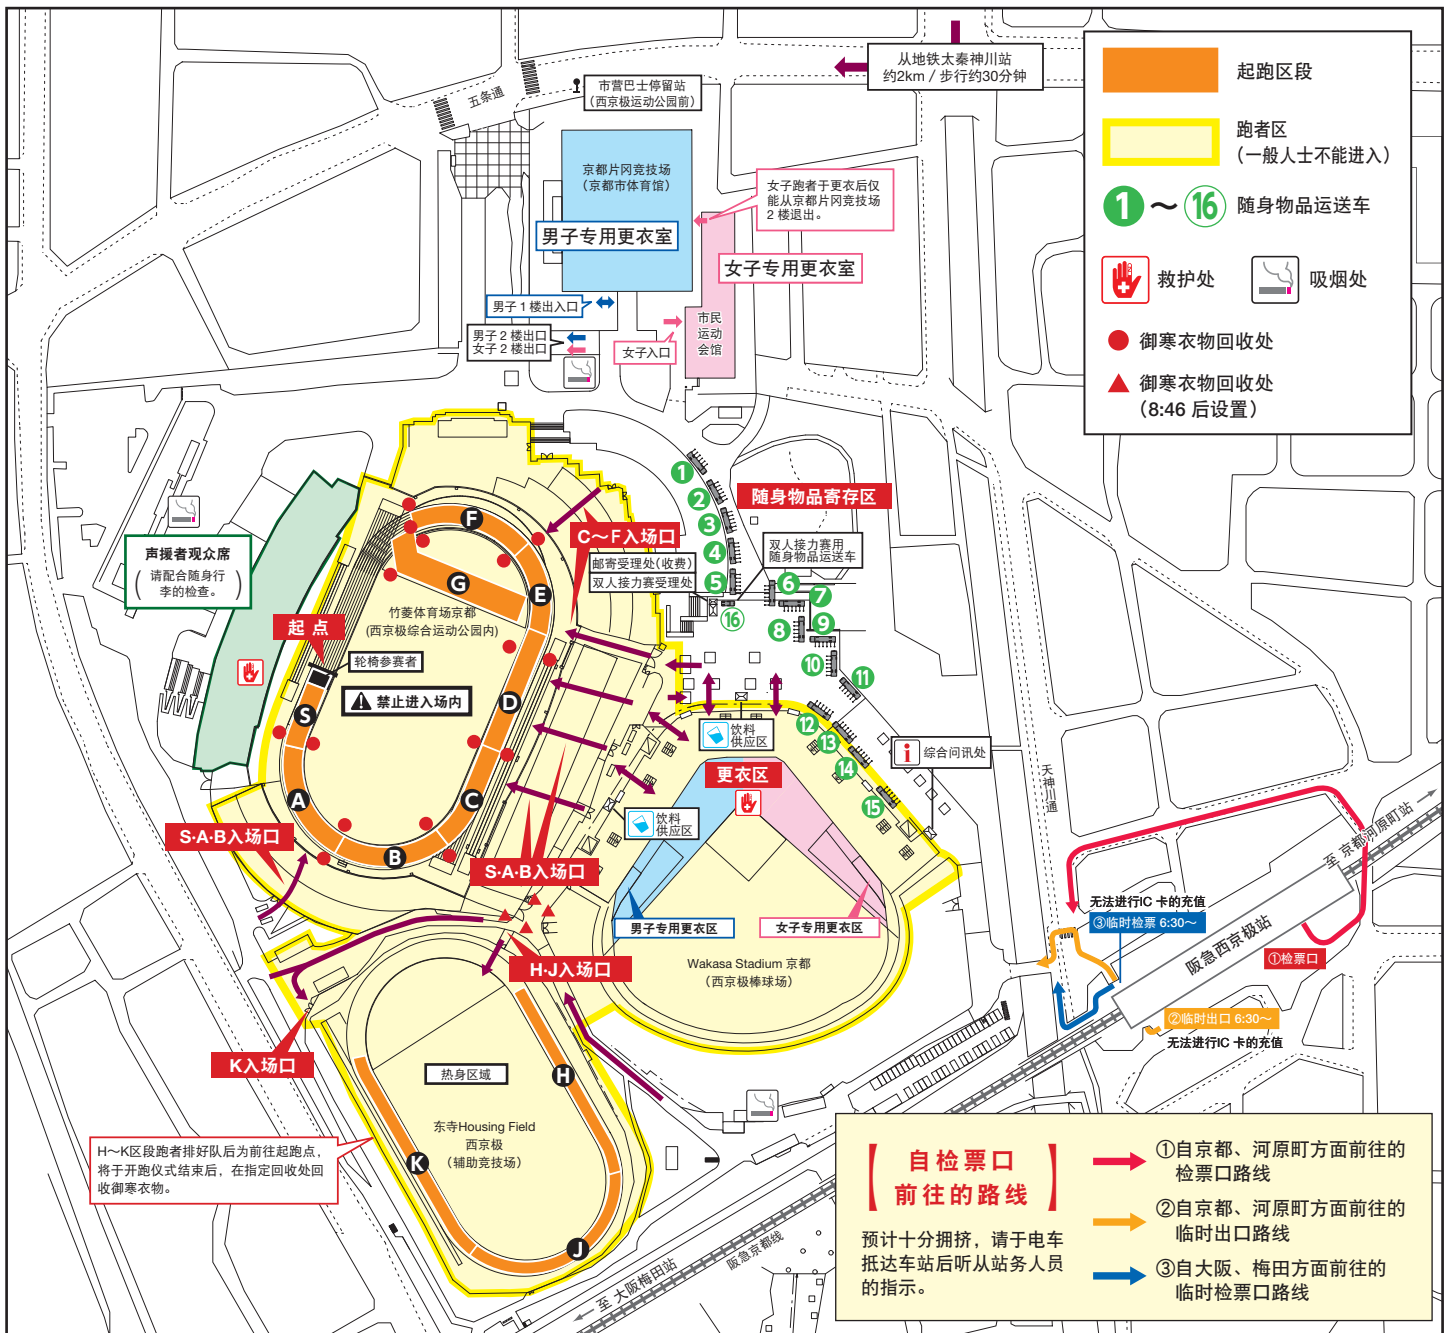 从地铁太秦神川站
约2km / 步行约30分钟
起跑区段
跑者区
（一般人士不能进入）
1～16 随身物品运送车
救护处
吸烟处
御寒衣物回收处
御寒衣物回收处
（8:46 后设置）
五条通
市营巴士停留站
（西京极运动公园前）
京都片冈竞技场
（京都市体育馆）
男子专用更衣室
女子跑者于更衣后仅
能从京都片冈竞技场
2 楼退出。
女子专用更衣室
男子 1 楼出入口
男子 2 楼出口
女子 2 楼出口
女子入口
市民
运动
会馆
随身物品寄存区
1
2
3
4
5
6
7
8
9
10
11
12
13
14
15
16
双人接力赛用
随身物品运送车
C～F 入场口
邮寄受理处(收费)
双人接力赛受理处
声援者观众席
（请配合随身行
李的检查。）
起 点
轮椅参赛者
竹菱体育场京都
(西京极综合运动公园内)
禁止进入场内
F
G
E
D
S
A
B
C
饮料
供应区
饮料
供应区
更衣区
综合问讯处
S·A·B入场口
S·A·B入场口
男子专用更衣区
女子专用更衣区
Wakasa Stadium 京都
（西京极棒球场）
H·J入场口
K入场口
热身区域
东寺Housing Field
西京极
（辅助竞技场）
H
K
J
H～K区段跑者排好队后为前往起跑点，
将于开跑仪式结束后，在指定回收处回
收御寒衣物。
天神川通
至 京都河原町站
无法进行IC 卡的充值
③临时检票 6:30～
阪急西京极站
①检票口
②临时出口 6:30～
无法进行IC 卡的充值
至 大阪梅田站
阪急京都线
【自检票口
前往的路线】
预计十分拥挤，请于电车
抵达车站后听从站务人员
的指示。
①自京都、河原町方面前往的
检票口路线
②自京都、河原町方面前往的
临时出口路线
③自大阪、梅田方面前往的
临时检票口路线